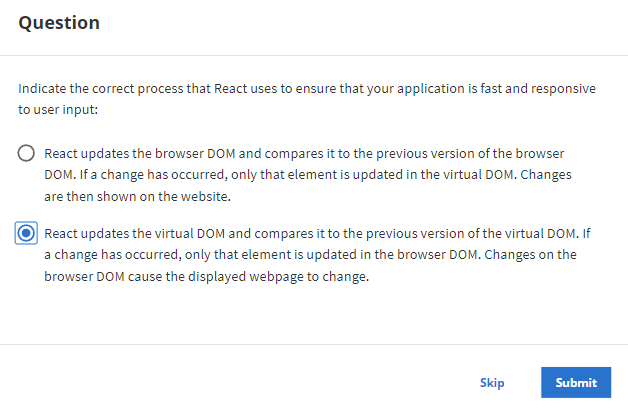 Question
Indicate the correct process that React uses to ensure that your application is fast and responsive
to user input:
React updates the browser DOM and compares it to the previous version of the browser
DOM. If a change has occurred, only that element is updated in the virtual DOM. Changes
are then shown on the website.
React updates the virtual DOM and compares it to the previous version of the virtual DOM. If
a change has occurred, only that element is updated in the browser DOM. Changes on the
browser DOM cause the displayed webpage to change.
Skip
Submit